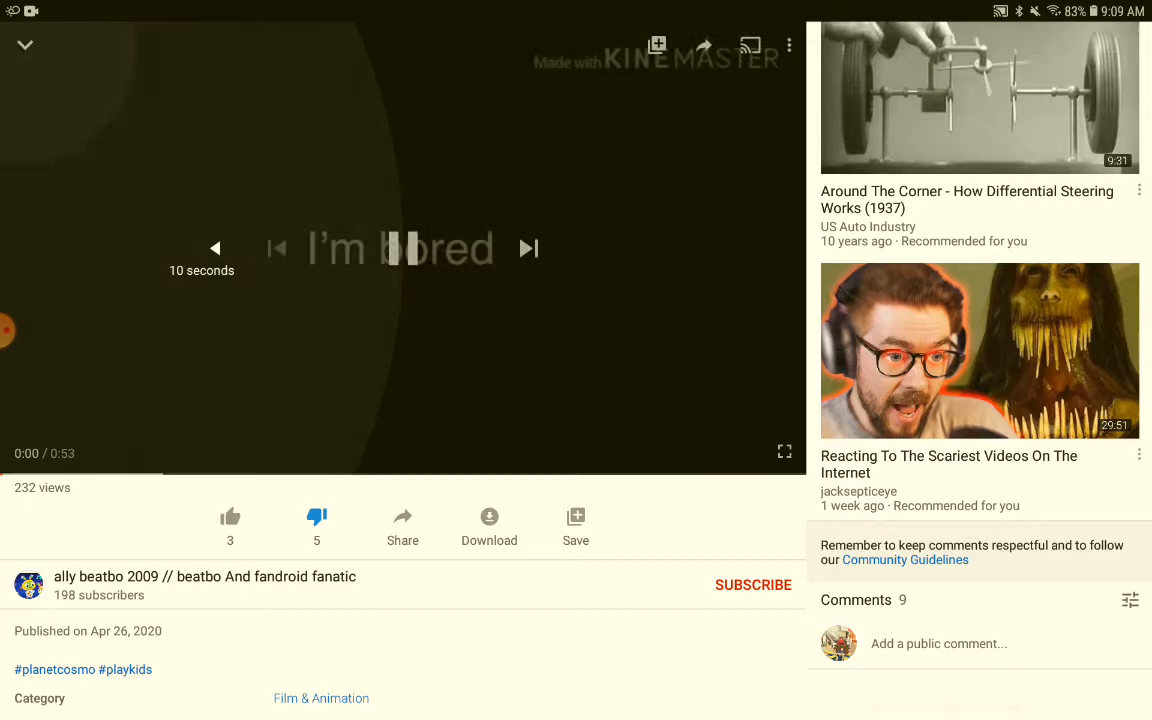 83% 9:09 AM
Made with KINEMASTER
I'm bored
10 seconds
0:00 / 0:53
232 views
3
5
Share
Download
Save
ally beatbo 2009 // beatbo And fandroid fanatic
198 subscribers
SUBSCRIBE
Published on Apr 26, 2020
#planetcosmo #playkids
Category
Film & Animation
9:31
Around The Corner - How Differential Steering
Works (1937)
US Auto Industry
10 years ago · Recommended for you
29:51
Reacting To The Scariest Videos On The
Internet
jacksepticeye
1 week ago · Recommended for you
Remember to keep comments respectful and to follow
our Community Guidelines
Comments 9
Add a public comment...